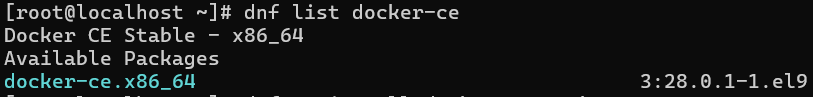 [root@localhost ~]# dnf list docker-ce
Docker CE Stable - x86_64
Available Packages
docker-ce.x86_64 3:28.0.1-1.el9